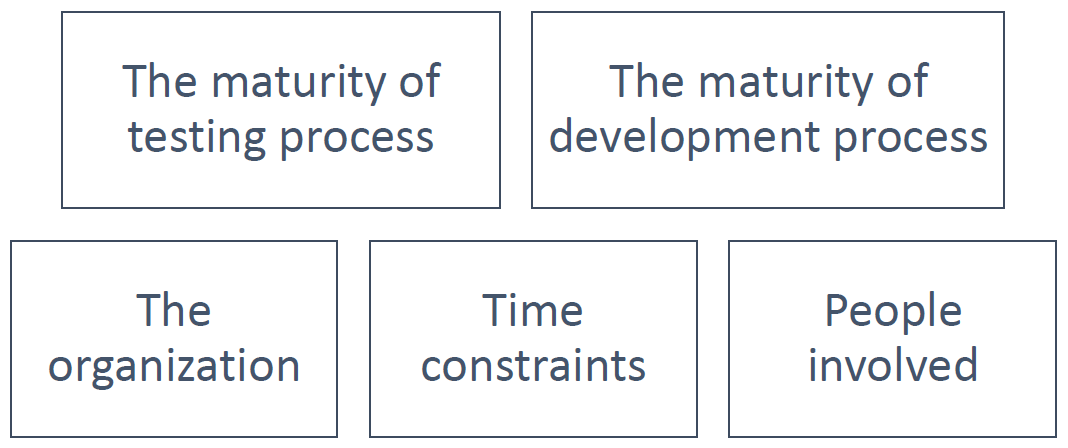 The maturity of
testing process
The maturity of
development process
The
organization
Time
constraints
People
involved